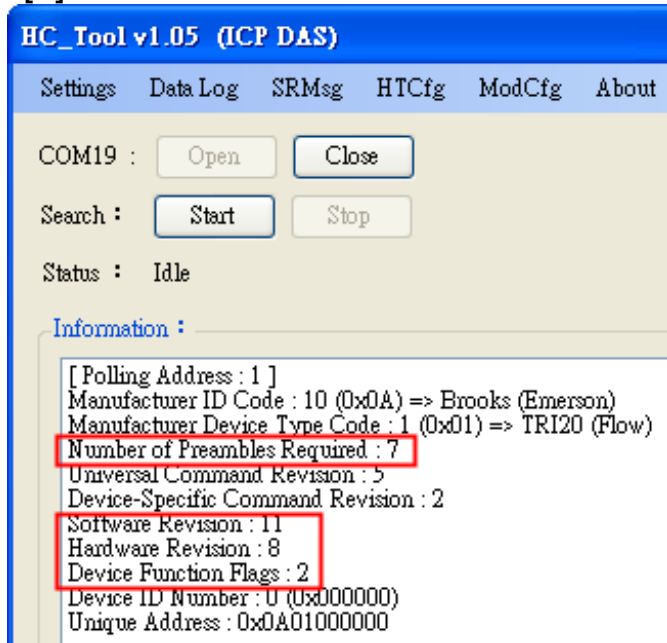 HC_Tool v1.05 (ICP DAS)
Settings Data Log SRMsg HTCfg ModCfg About
COM19 : Open Close
Search : Start Stop
Status : Idle
Information :
[ Polling Address : 1 ]
Manufacturer ID Code : 10 (0x0A) => Brooks (Emerson)
Manufacturer Device Type Code : 1 (0x01) => TRI20 (Flow)
Number of Preambles Required : 7
Universal Command Revision : 5
Device-Specific Command Revision : 2
Software Revision : 11
Hardware Revision : 8
Device Function Flags : 2
Device ID Number : 0 (0x000000)
Unique Address : 0x0A01000000